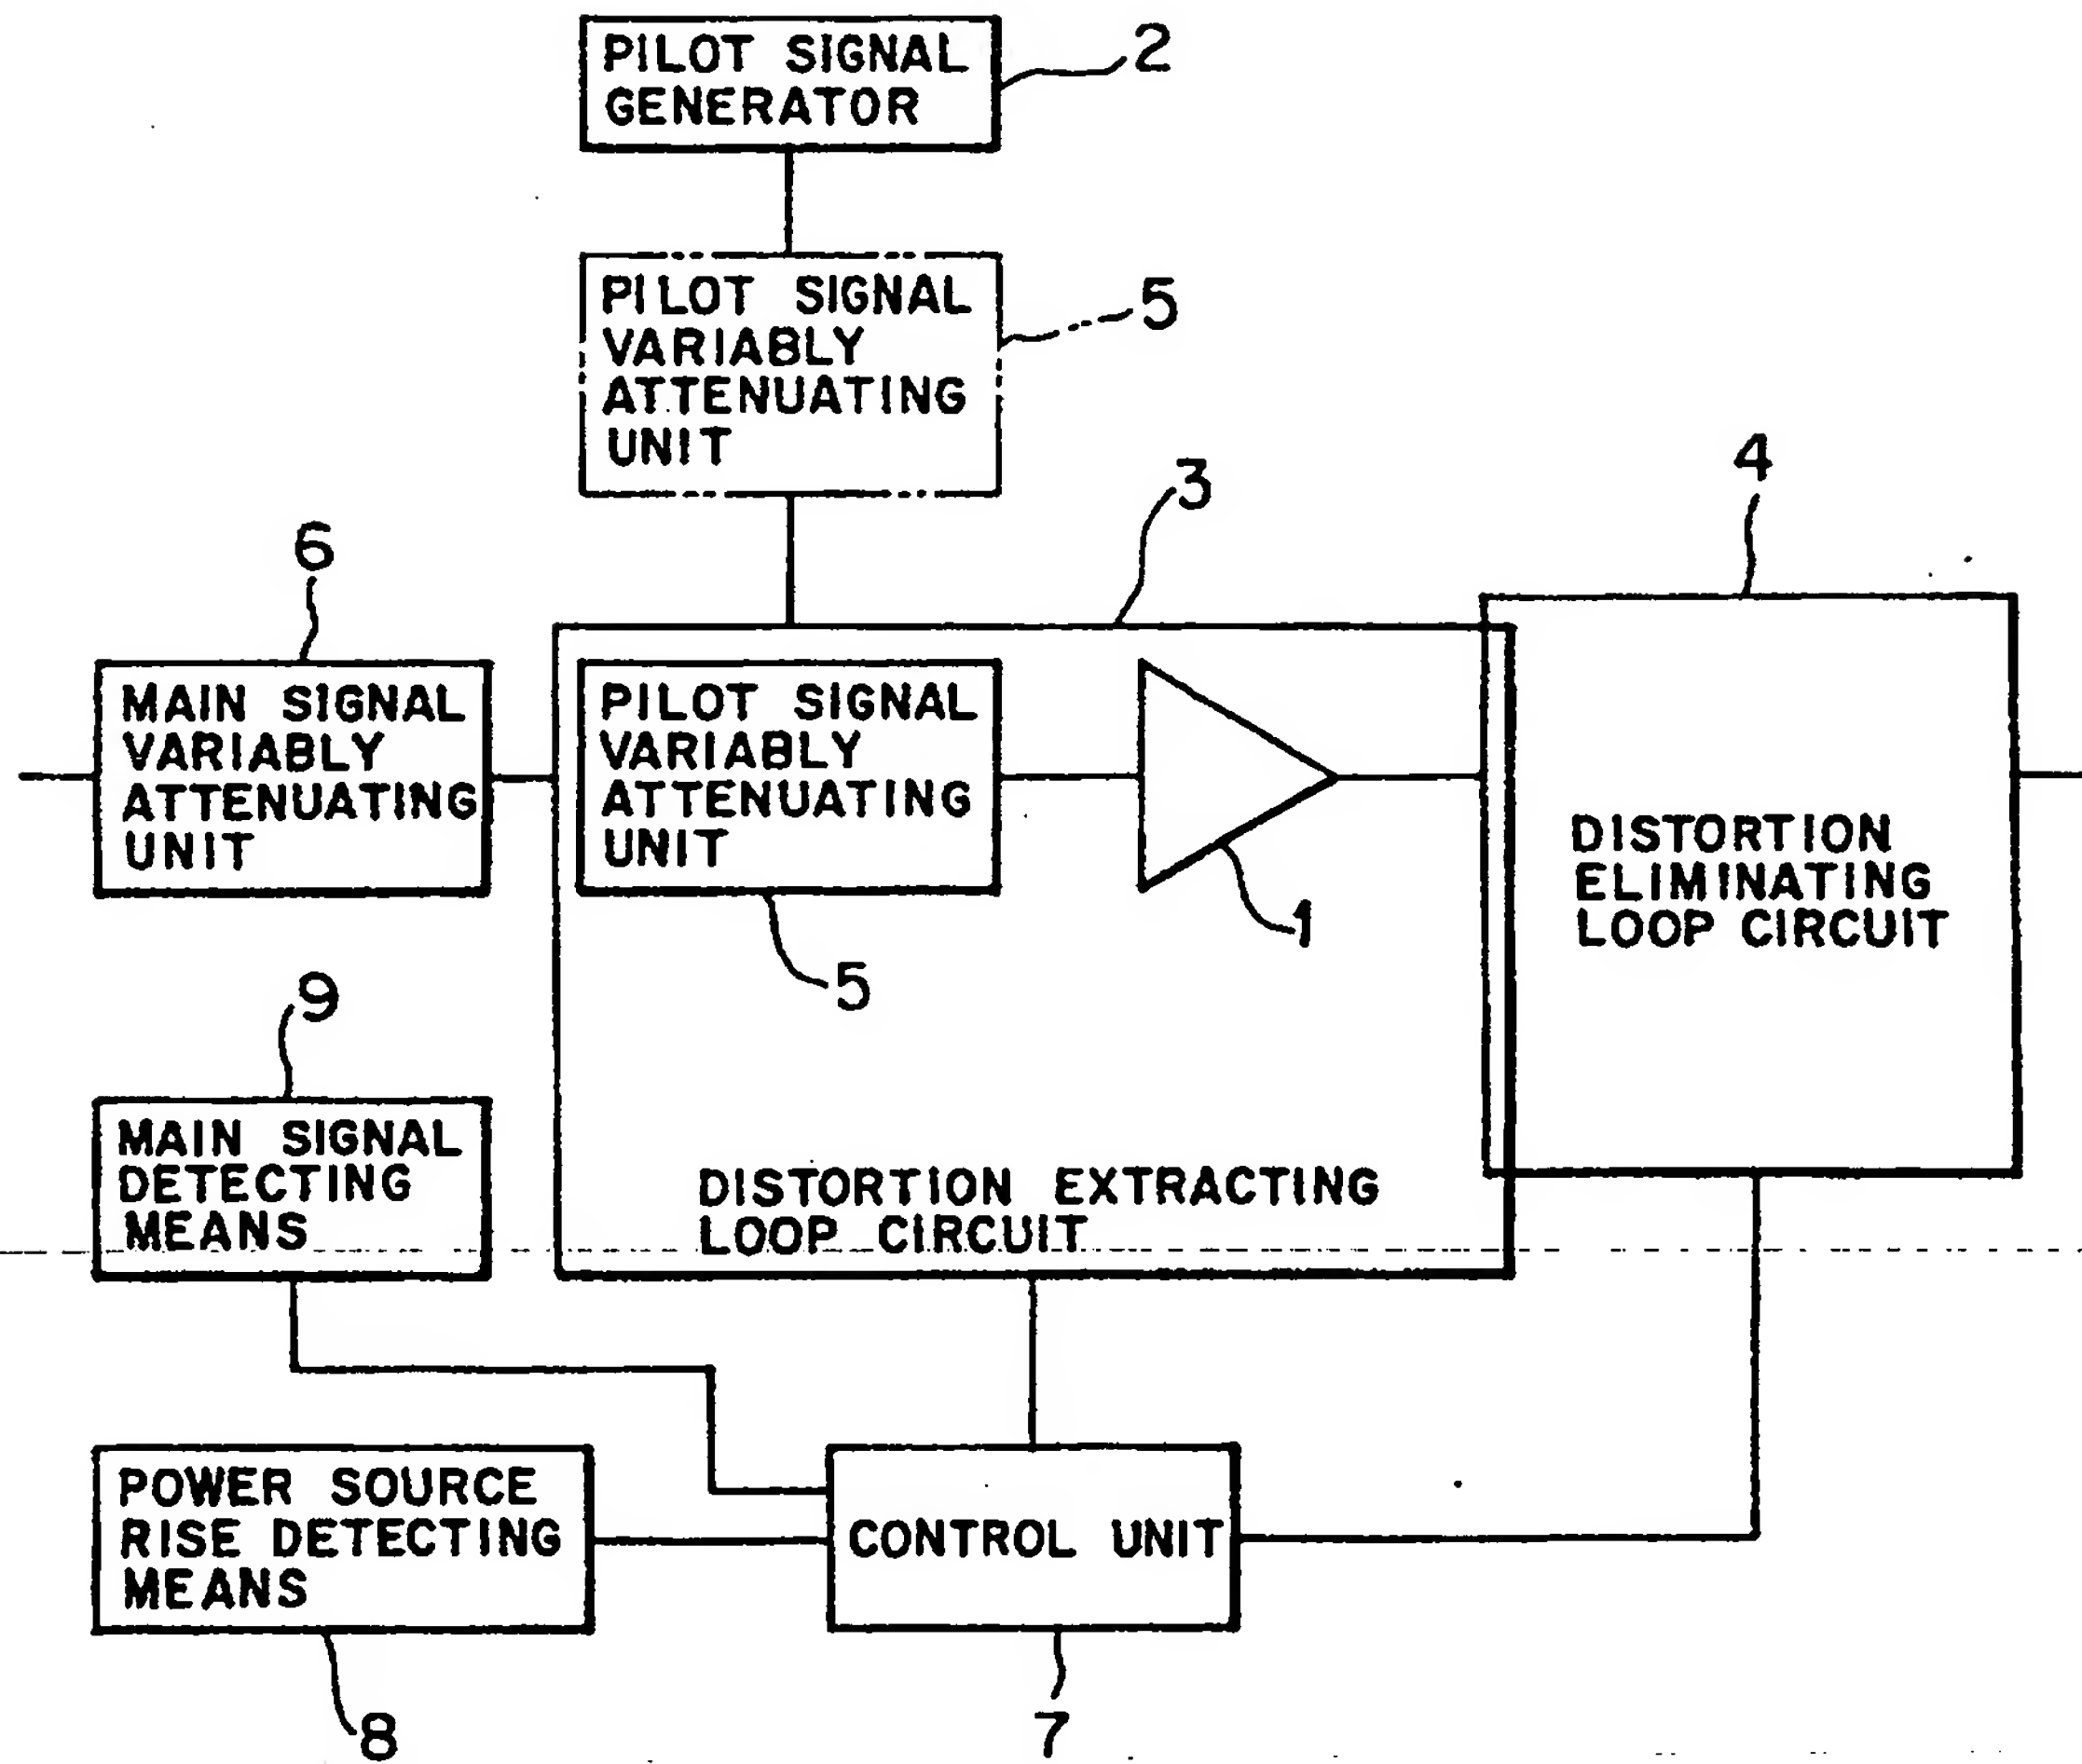 PILOT SIGNAL
GENERATOR
2
PILOT SIGNAL
VARIABLY
ATTENUATING
UNIT
5
3
4
6
MAIN SIGNAL
VARIABLY
ATTENUATING
UNIT
PILOT SIGNAL
VARIABLY
ATTENUATING
UNIT
5
1
DISTORTION
ELIMINATING
LOOP CIRCUIT
9
MAIN SIGNAL
DETECTING
MEANS
DISTORTION EXTRACTING
LOOP CIRCUIT
POWER SOURCE
RISE DETECTING
MEANS
8
CONTROL UNIT
7